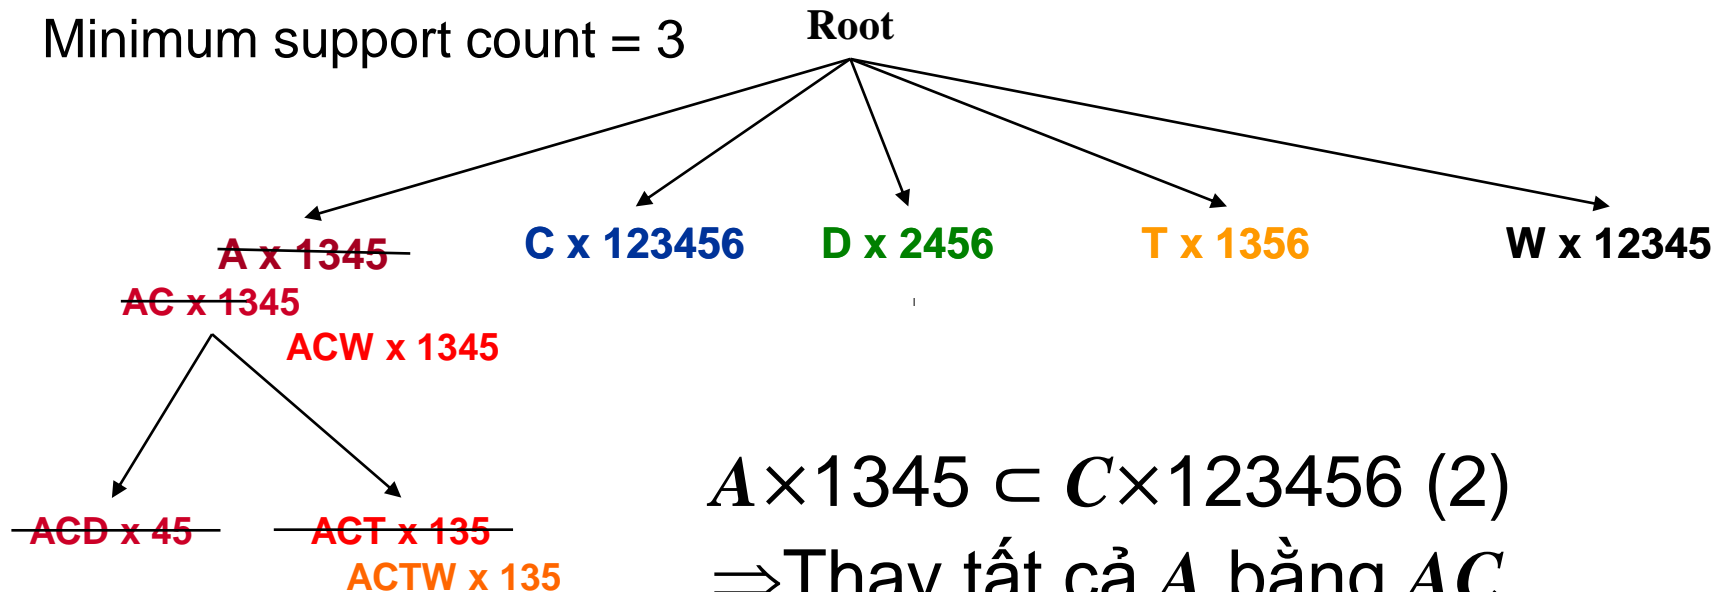 Minimum support count = 3
Root
A x 1345
C x 123456
D x 2456
T x 1356
W x 12345
AC x 1345
ACW x 1345
A×1345 ⊂ C×123456 (2)
ACD x 45
ACT x 135
ACTW x 135
⇒Thay tất cả A bằng AC